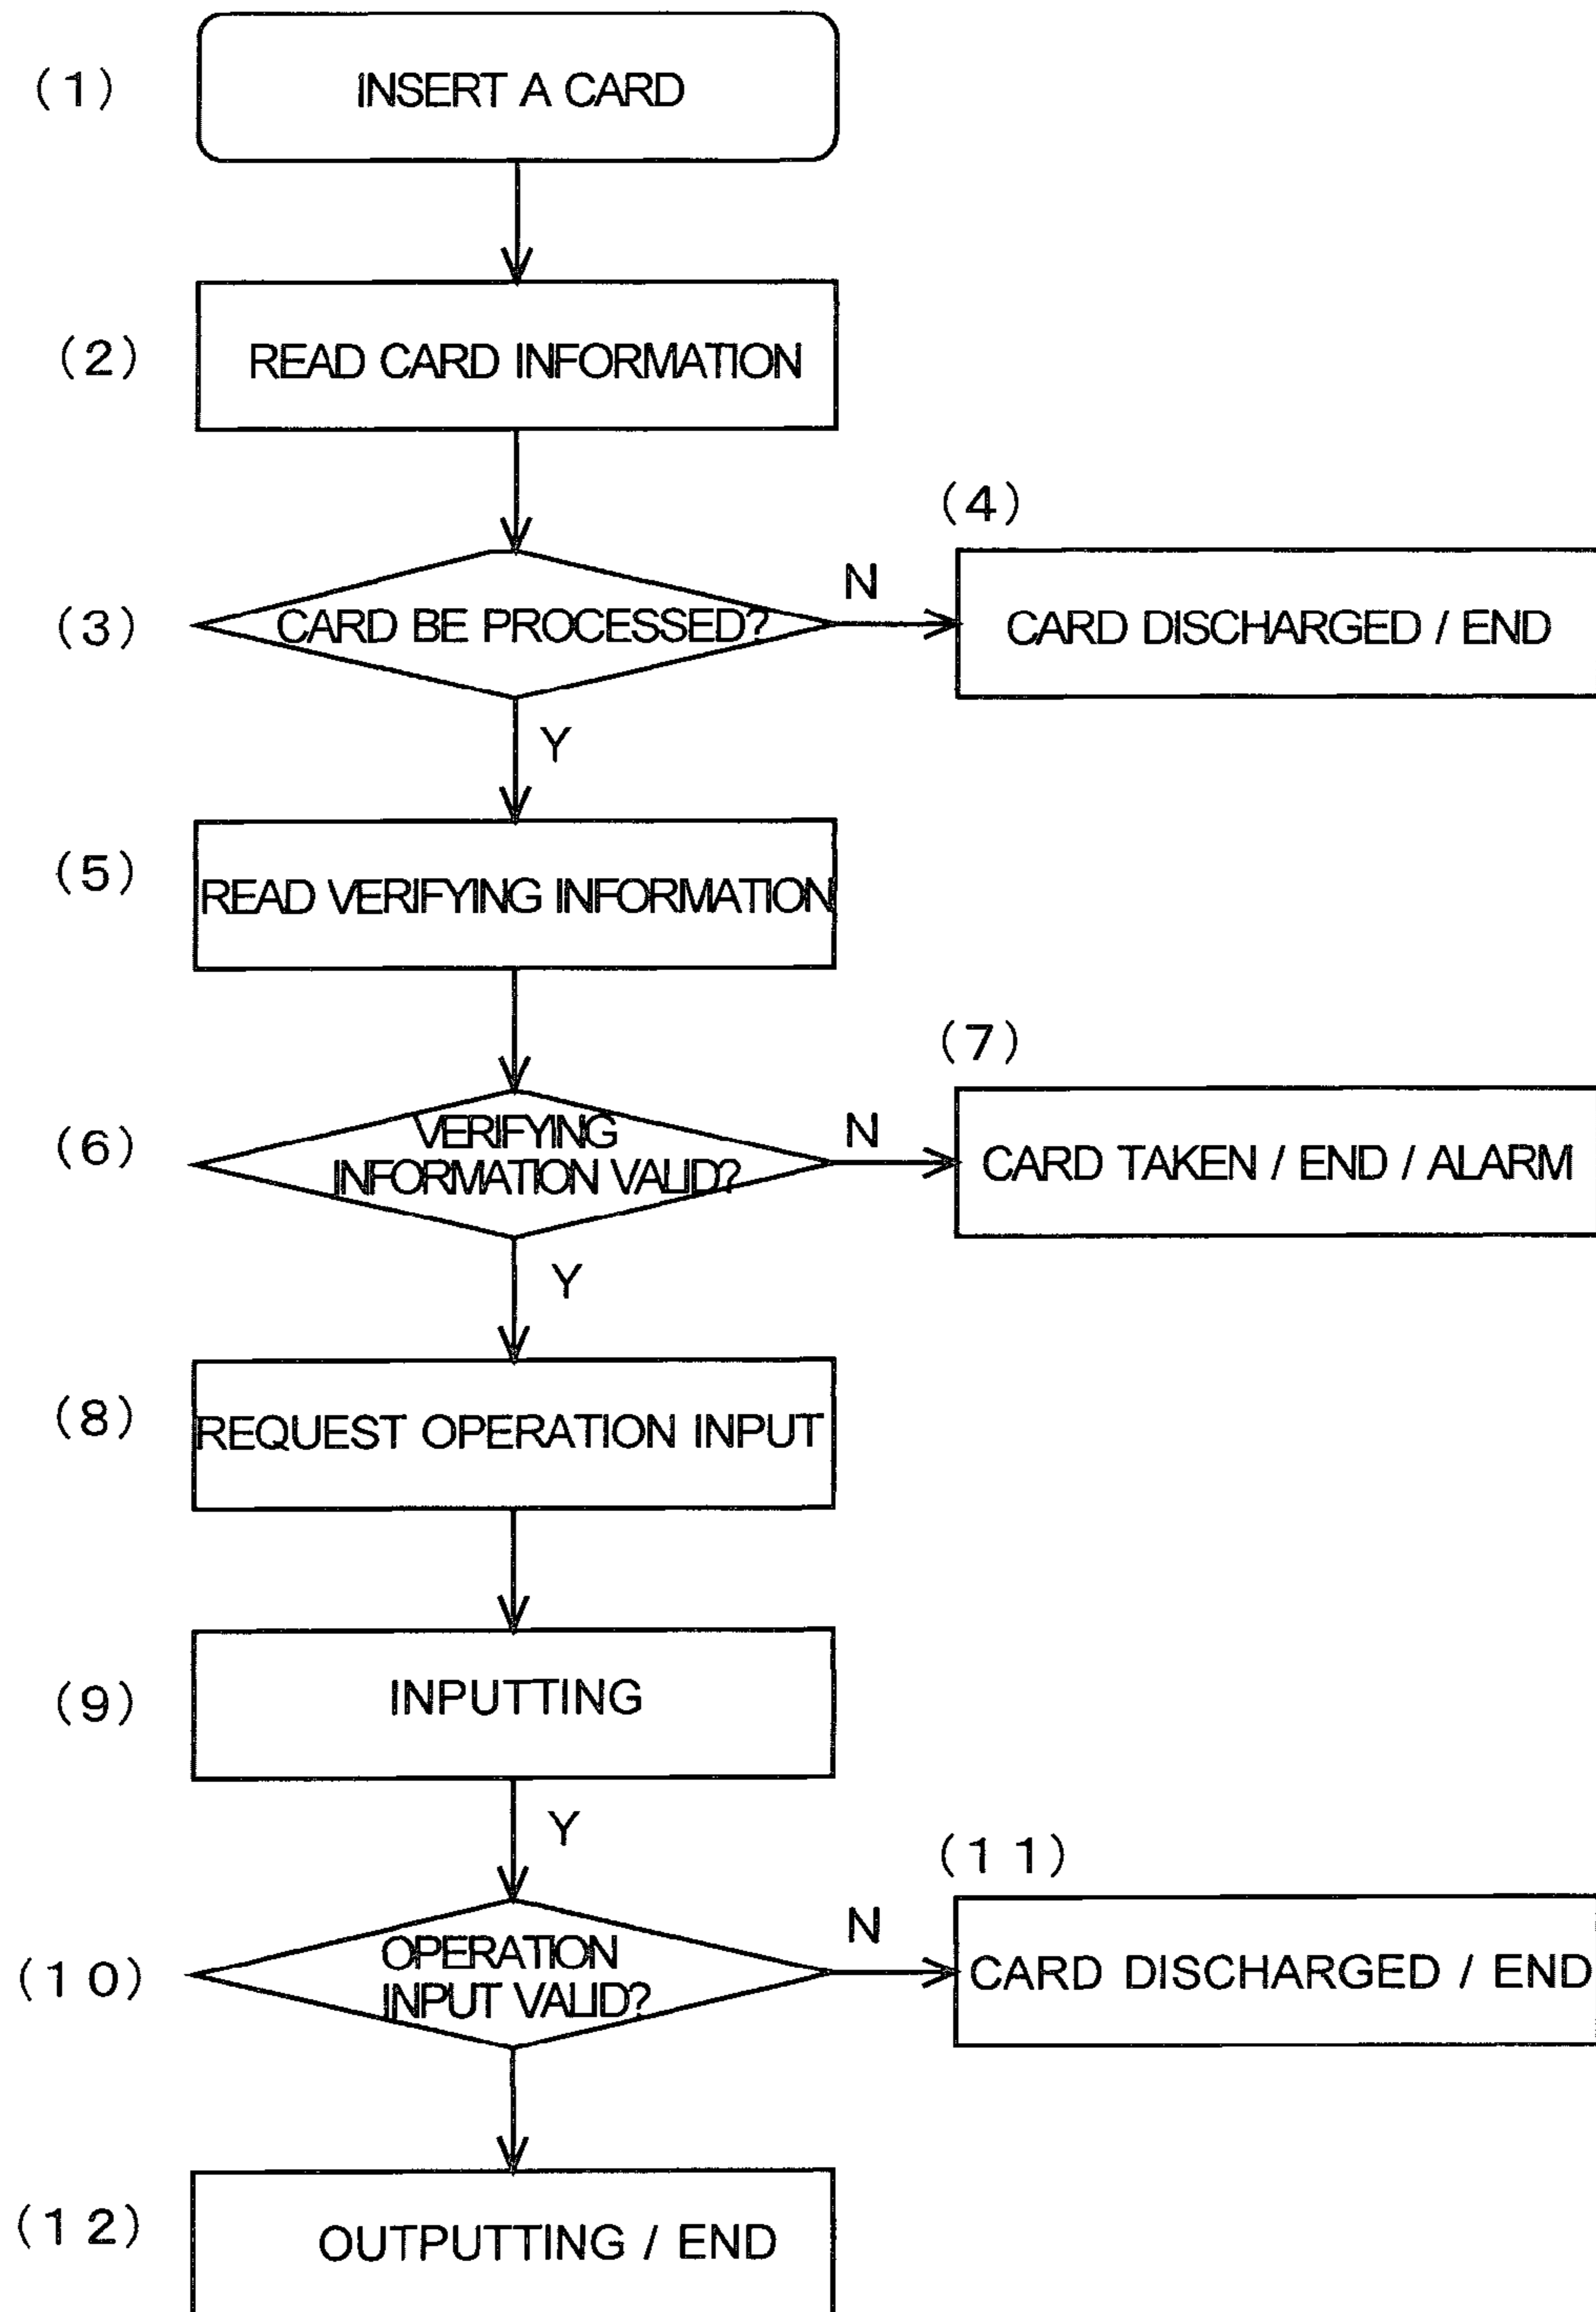 (1)
INSERT A CARD
(2)
READ CARD INFORMATION
(3)
CARD BE PROCESSED?
N
(4)
CARD DISCHARGED / END
Y
(5)
READ VERIFYING INFORMATION
(6)
VERIFYING
INFORMATION VALID?
N
(7)
CARD TAKEN / END / ALARM
Y
(8)
REQUEST OPERATION INPUT
(9)
INPUTTING
Y
(10)
OPERATION
INPUT VALID?
N
(11)
CARD DISCHARGED / END
(12)
OUTPUTTING / END